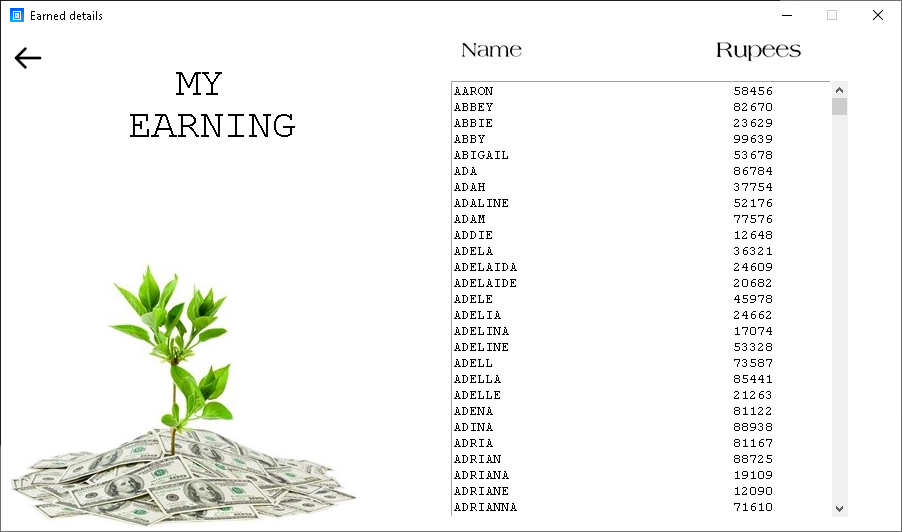 Earned details
MY
EARNING
Name Rupees
AARON 58456
ABBEY 82670
ABBIE 23629
ABBY 99639
ABIGAIL 53678
ADA 86784
ADAH 37754
ADALINE 52176
ADAM 77576
ADDIE 12648
ADELA 36321
ADELAIDA 24609
ADELAIDE 20682
ADELE 45978
ADELIA 24662
ADELINA 17074
ADELINE 53328
ADELL 73587
ADELLA 85441
ADELLE 21263
ADENA 81122
ADINA 88938
ADRIA 81167
ADRIAN 88725
ADRIANA 19109
ADRIANE 12090
ADRIANNA 71610